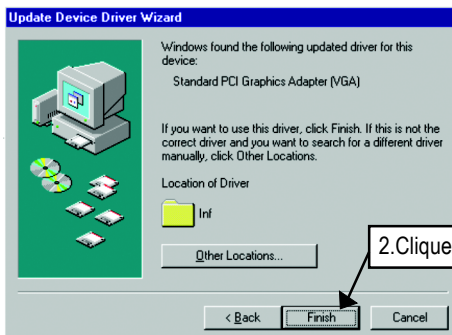 Update Device Driver Wizard
Windows found the following updated driver for this
device:
Standard PCI Graphics Adapter (VGA)
If you want to use this driver, click Finish. If this is not the
correct driver and you want to search for a different driver
manually, click Other Locations.
Location of Driver
Inf
Other Locations...
2.Clique
< Back
Finish
Cancel